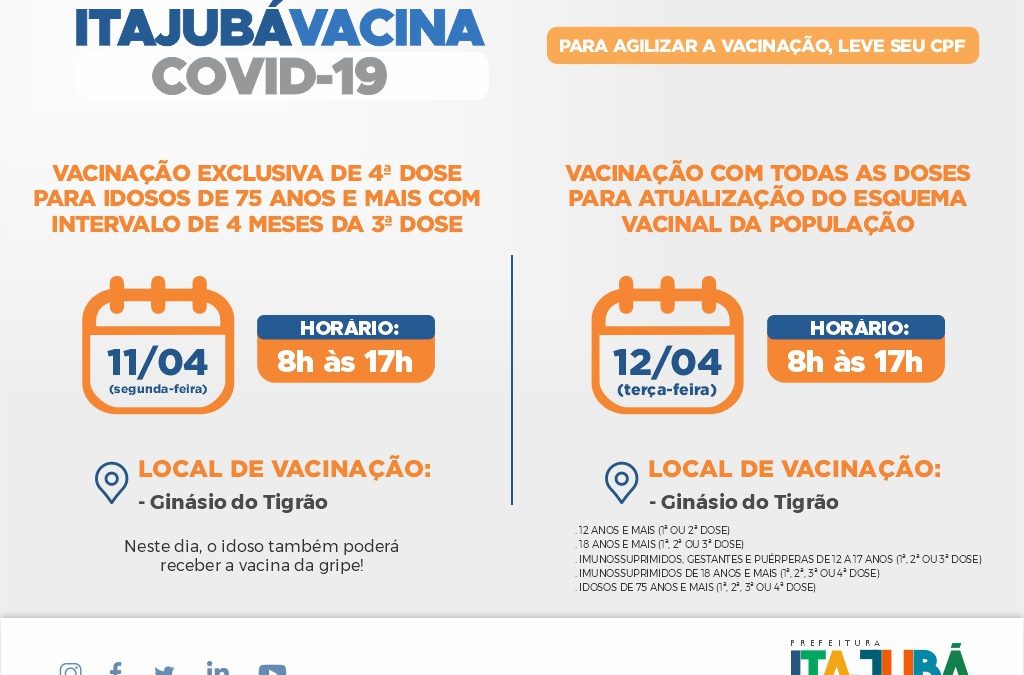 ITAJUBÁVACINA
COVID-19
PARA AGILIZAR A VACINAÇÃO, LEVE SEU CPF
VACINAÇÃO EXCLUSIVA DE 4ª DOSE
PARA IDOSOS DE 75 ANOS E MAIS COM
INTERVALO DE 4 MESES DA 3ª DOSE
11/04
(segunda-feira)
HORÁRIO:
8h às 17h
LOCAL DE VACINAÇÃO:
- Ginásio do Tigrão
Neste dia, o idoso também poderá
receber a vacina da gripe!
VACINAÇÃO COM TODAS AS DOSES
PARA ATUALIZAÇÃO DO ESQUEMA
VACINAL DA POPULAÇÃO
12/04
(terça-feira)
HORÁRIO:
8h às 17h
LOCAL DE VACINAÇÃO:
- Ginásio do Tigrão
. 12 ANOS E MAIS (1ª OU 2ª DOSE)
. 18 ANOS E MAIS (1ª, 2ª OU 3ª DOSE)
. IMUNOSSUPRIMIDOS, GESTANTES E PUÉRPERAS DE 12 A 17 ANOS (1ª, 2ª OU 3ª DOSE)
. IMUNOSSUPRIMIDOS DE 18 ANOS E MAIS (1ª, 2ª, 3ª OU 4ª DOSE)
. IDOSOS DE 75 ANOS E MAIS (1ª, 2ª, 3ª OU 4ª DOSE)
PREFEITURA
ITAJUBÁ